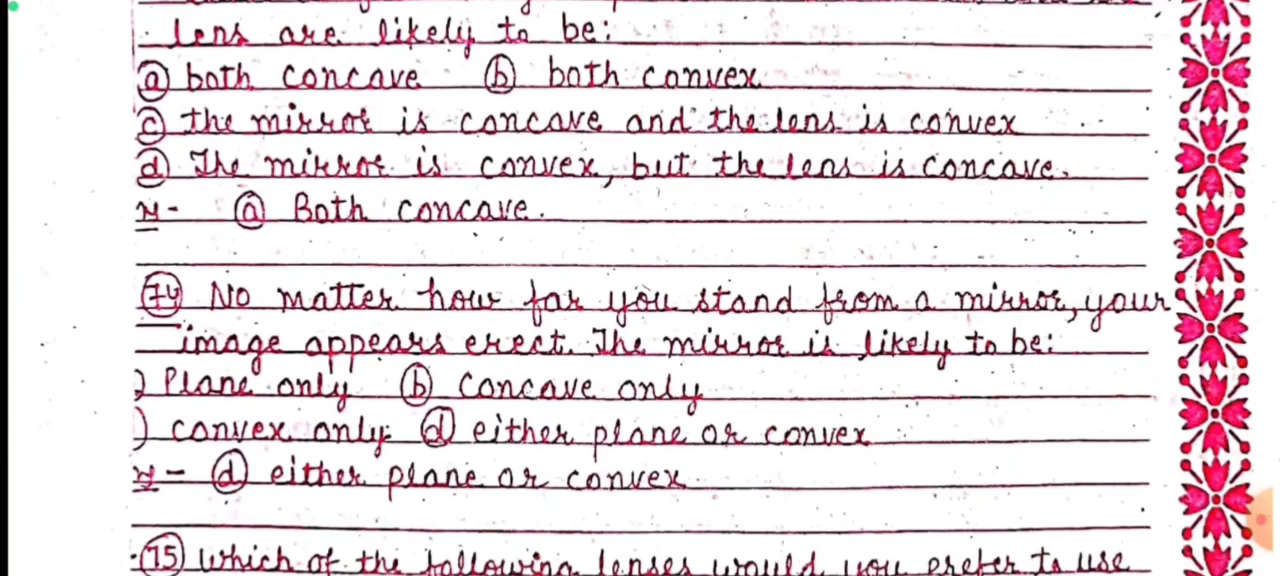 lens are likely to be:
(a) both concave (b) both convex
(c) the mirror is concave and the lens is convex
(d) The mirror is convex, but the lens is concave.
(a) Both concave.
(74) No matter how far you stand from a mirror, your
image appears erect. The mirror is likely to be:
) Plane only (b) concave only
) convex only (d) either plane or convex
- (d) either plane or convex
(75) Which of the following lenses would you prefer to use